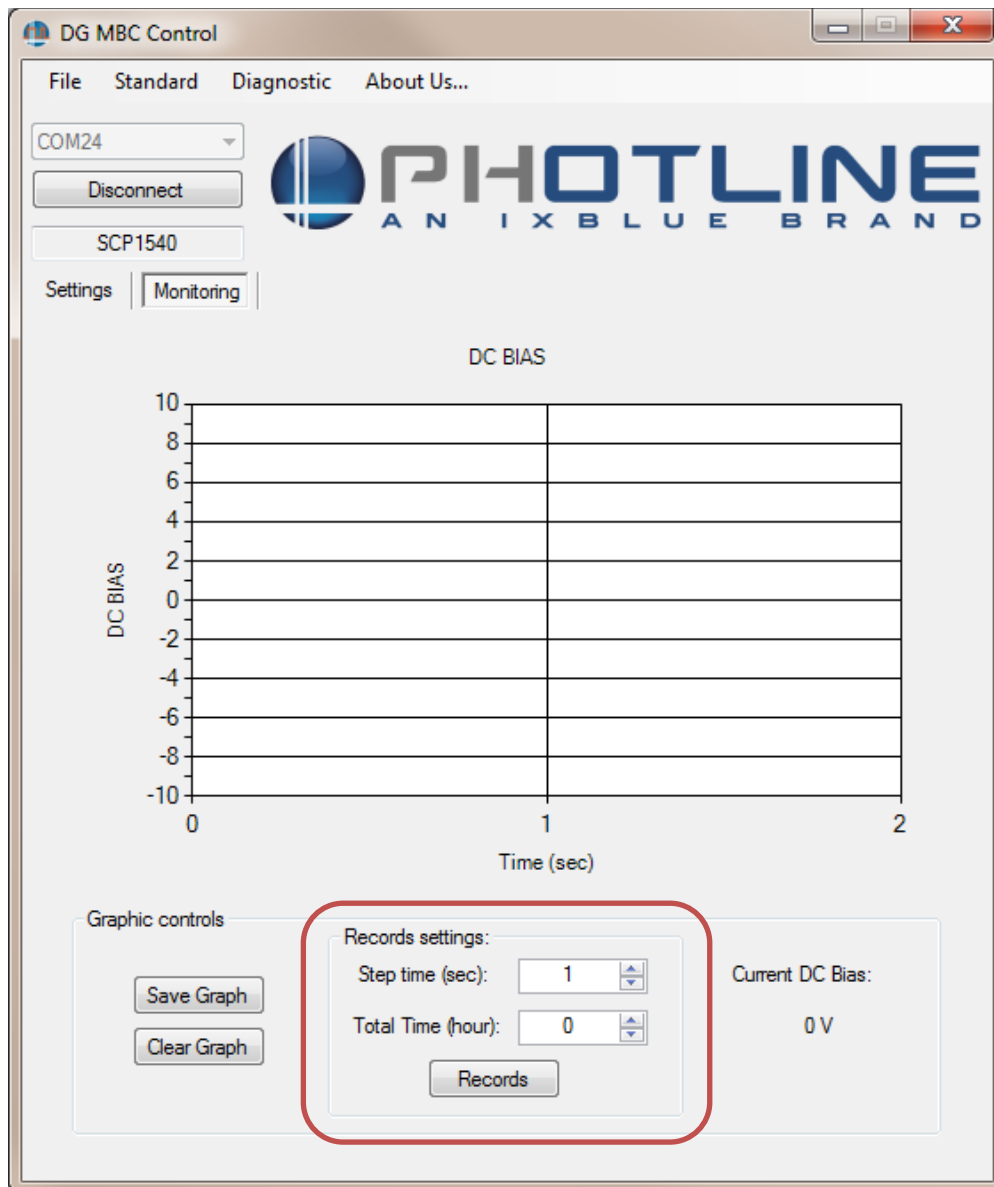 DG MBC Control
File Standard Diagnostic About Us...
COM24
Disconnect
SCP1540
PHOTLINE
AN IXBLUE BRAND
Settings Monitoring
DC BIAS
10
8
6
4
2
0
-2
-4
-6
-8
-10
DC BIAS
0 1 2
Time (sec)
Graphic controls
Save Graph
Clear Graph
Records settings:
Step time (sec): 1
Total Time (hour): 0
Records
Current DC Bias:
0 V